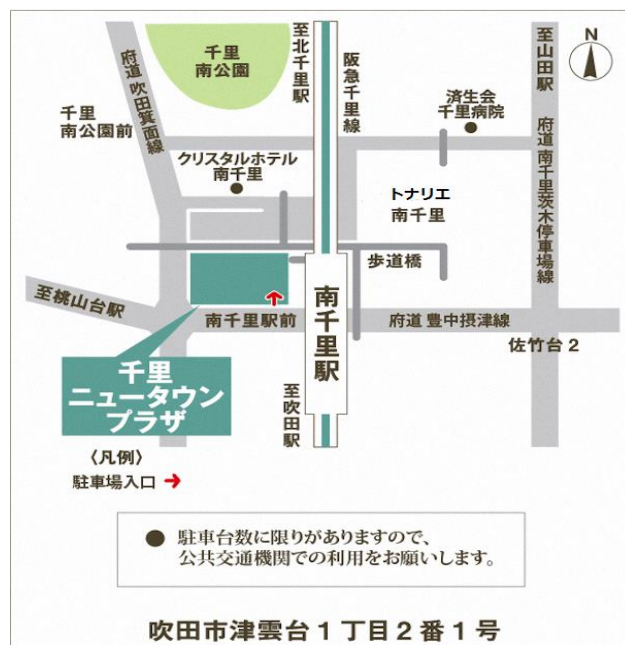 千里
南公園
至北千里駅
阪急千里線
至山田駅
N
府道 吹田箕面線
千里
南公園前
済生会
千里病院
クリスタルホテル
南千里
トナリエ
南千里
府道 南千里茨木停車場線
歩道橋
至桃山台駅
南千里駅前
南千里駅
府道 豊中摂津線
佐竹台2
千里
ニュータウン
プラザ
至吹田駅
〈凡例〉
駐車場入口
駐車台数に限りがありますので、
公共交通機関での利用をお願いします。
吹田市津雲台1丁目2番1号